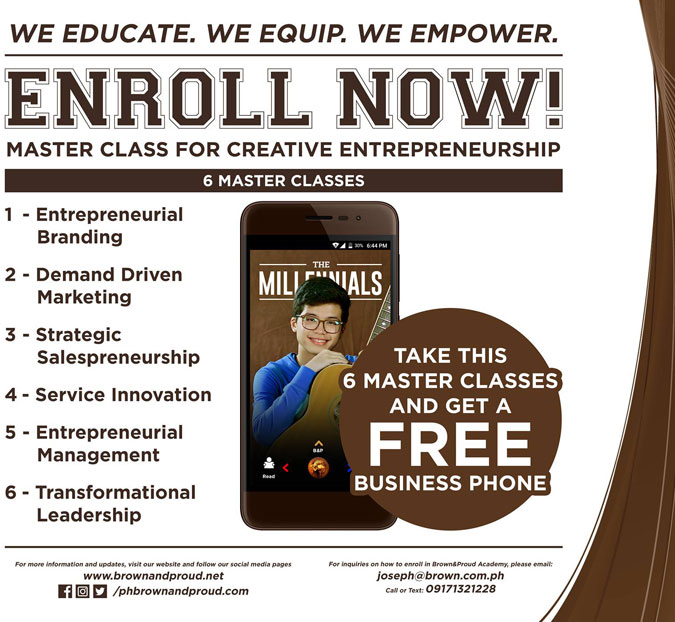 WE EDUCATE. WE EQUIP. WE EMPOWER.
ENROLL NOW!
MASTER CLASS FOR CREATIVE ENTREPRENEURSHIP
6 MASTER CLASSES
1 - Entrepreneurial
Branding
2 - Demand Driven
Marketing
3 - Strategic
Salespreneurship
4 - Service Innovation
5 - Entrepreneurial
Management
6 - Transformational
Leadership
30% 6:44 PM
THE
MILLENNIALS
B&P
Read
TAKE THIS
6 MASTER CLASSES
AND GET A
FREE
BUSINESS PHONE
For more information and updates, visit our website and follow our social media pages
www.brownandproud.net
/phbrownandproud.com
For inquiries on how to enroll in Brown&Proud Academy, please email:
joseph@brown.com.ph
Call or Text: 09171321228